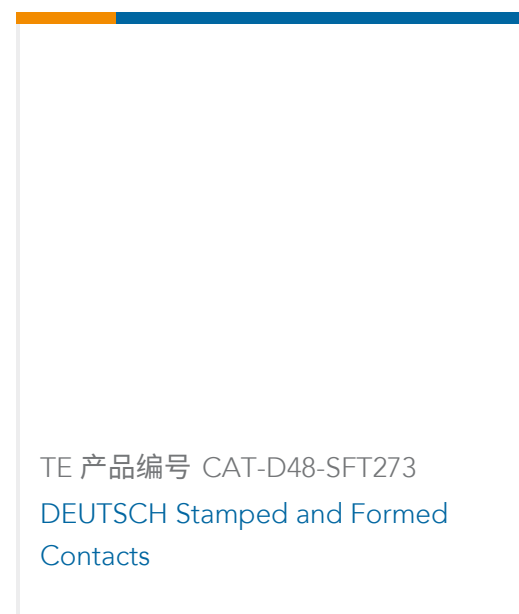 TE 产品编号 CAT-D48-SFT273
DEUTSCH Stamped and Formed
Contacts